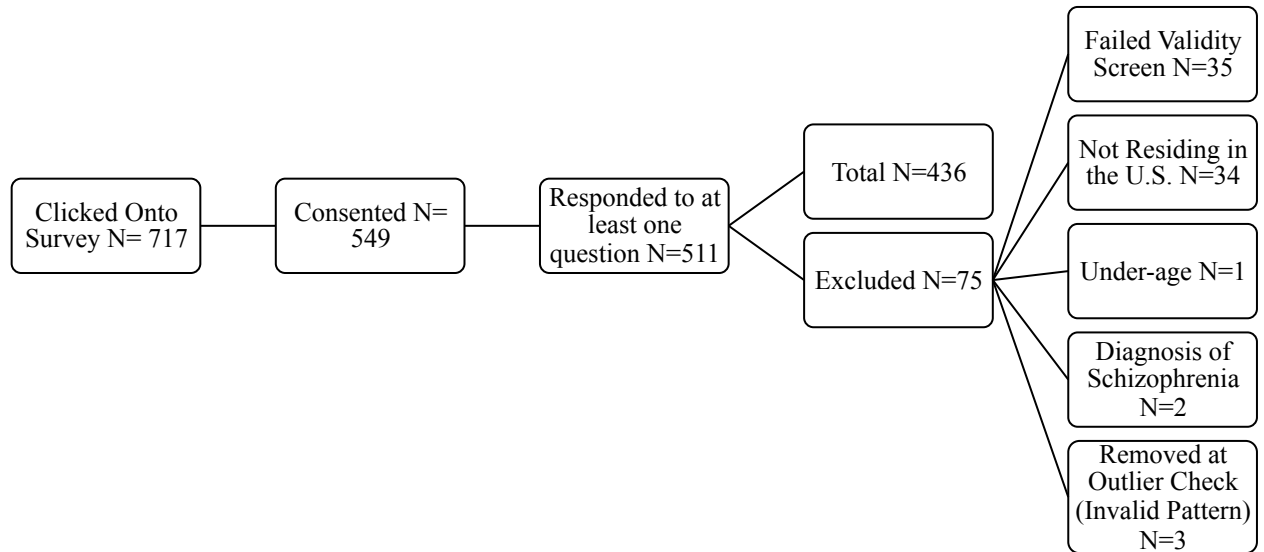 Clicked Onto
Survey N= 717
Consented N=
549
Responded to at
least one
question N=511
Total N=436
Excluded N=75
Failed Validity
Screen N=35
Not Residing in
the U.S. N=34
Under-age N=1
Diagnosis of
Schizophrenia
N=2
Removed at
Outlier Check
(Invalid Pattern)
N=3